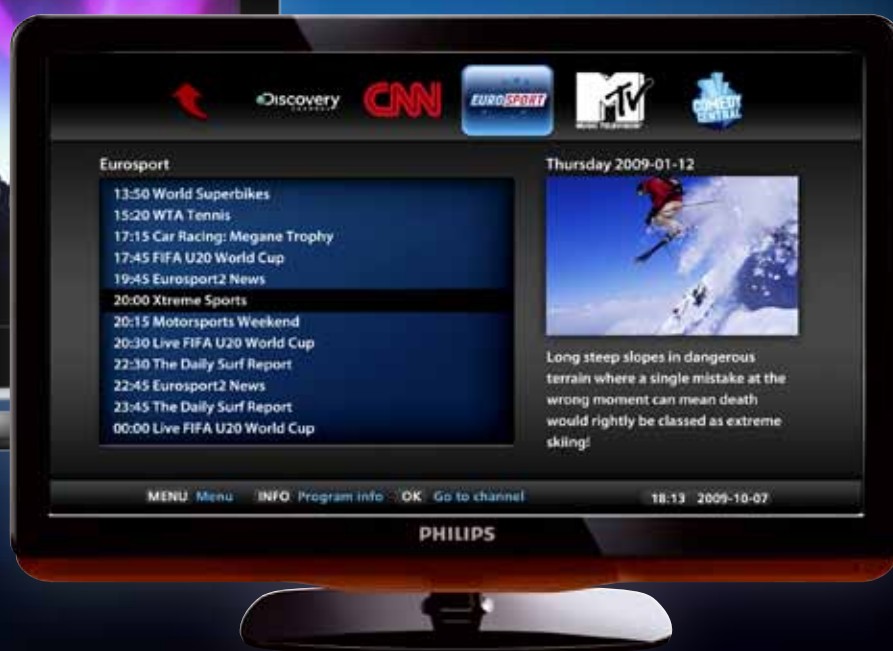 Discovery
CHANNEL
CNN
EUROSPORT
MTV
MUSIC TELEVISION
COMEDY
CENTRAL
Eurosport
13:50 World Superbikes
15:20 WTA Tennis
17:15 Car Racing: Megane Trophy
17:45 FIFA U20 World Cup
19:45 Eurosport2 News
20:00 Xtreme Sports
20:15 Motorsports Weekend
20:30 Live FIFA U20 World Cup
22:30 The Daily Surf Report
22:45 Eurosport2 News
23:45 The Daily Surf Report
00:00 Live FIFA U20 World Cup
Thursday 2009-01-12
Long steep slopes in dangerous
terrain where a single mistake at the
wrong moment can mean death
would rightly be classed as extreme
skiing!
MENU Menu INFO Program info OK Go to channel 18:13 2009-10-07
PHILIPS